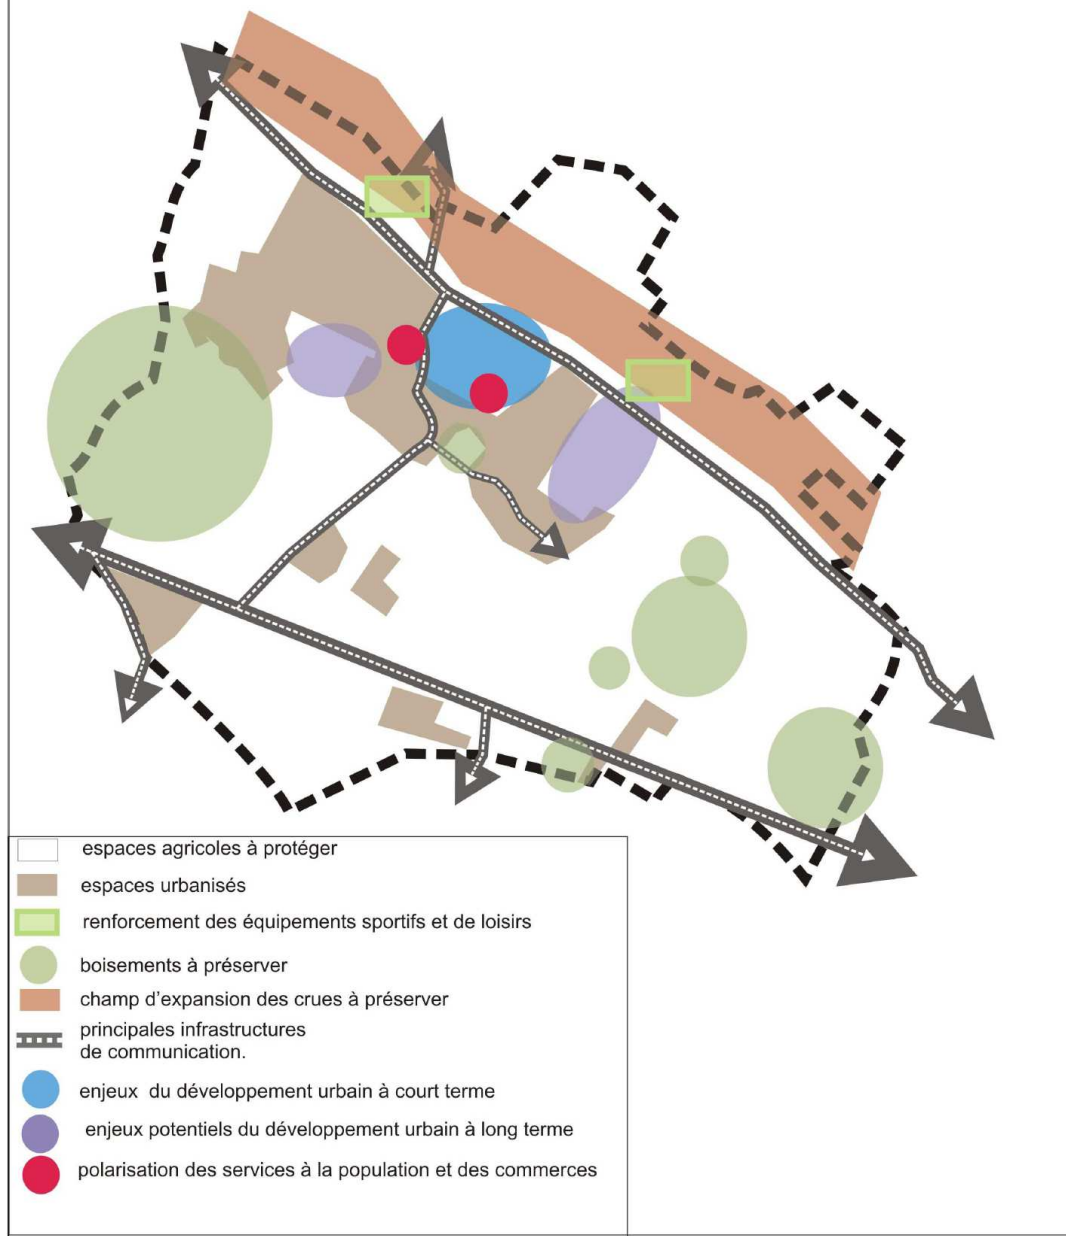 espaces agricoles à protéger
espaces urbanisés
renforcement des équipements sportifs et de loisirs
boisements à préserver
champ d'expansion des crues à préserver
principales infrastructures
de communication.
enjeux  du développement urbain à court terme
enjeux potentiels du développement urbain à long terme
polarisation des services à la population et des commerces